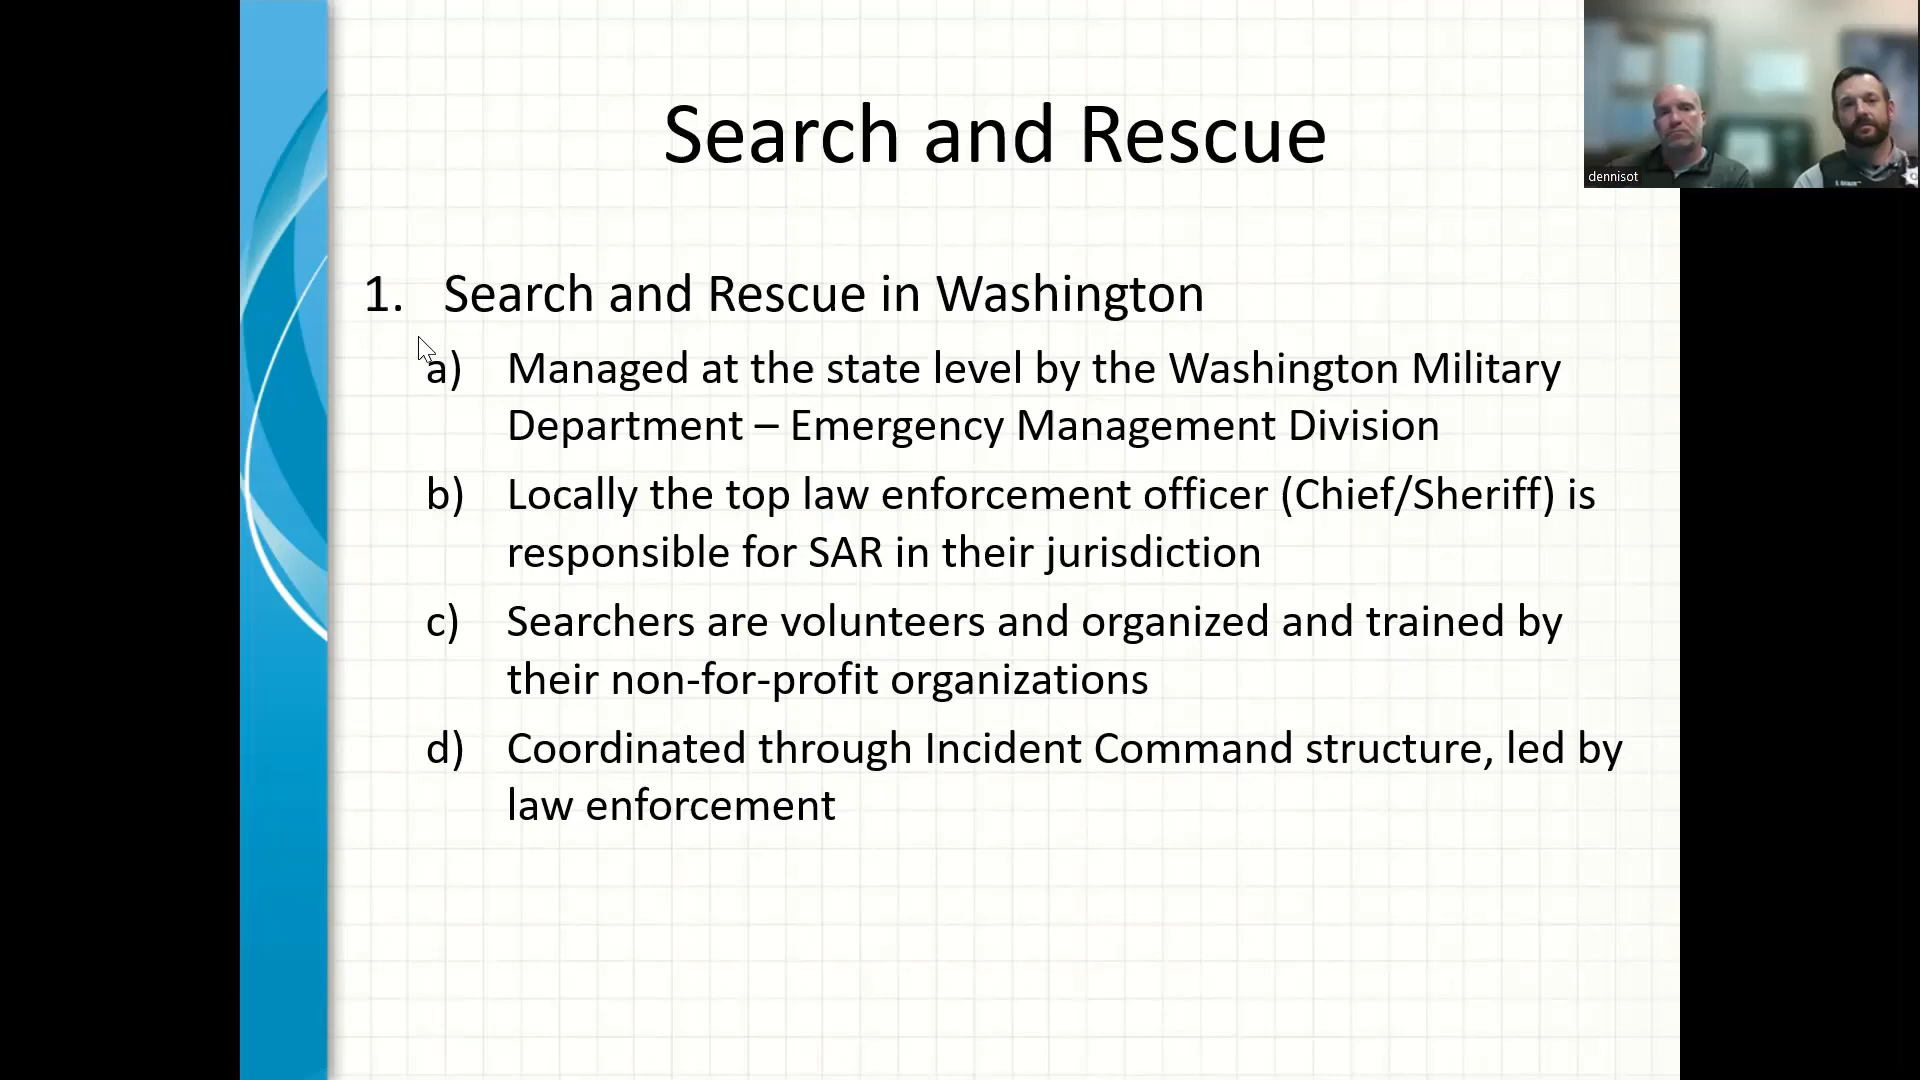 Search and Rescue
dennisot
1. Search and Rescue in Washington
a) Managed at the state level by the Washington Military
Department – Emergency Management Division
b) Locally the top law enforcement officer (Chief/Sheriff) is
responsible for SAR in their jurisdiction
c) Searchers are volunteers and organized and trained by
their non-for-profit organizations
d) Coordinated through Incident Command structure, led by
law enforcement